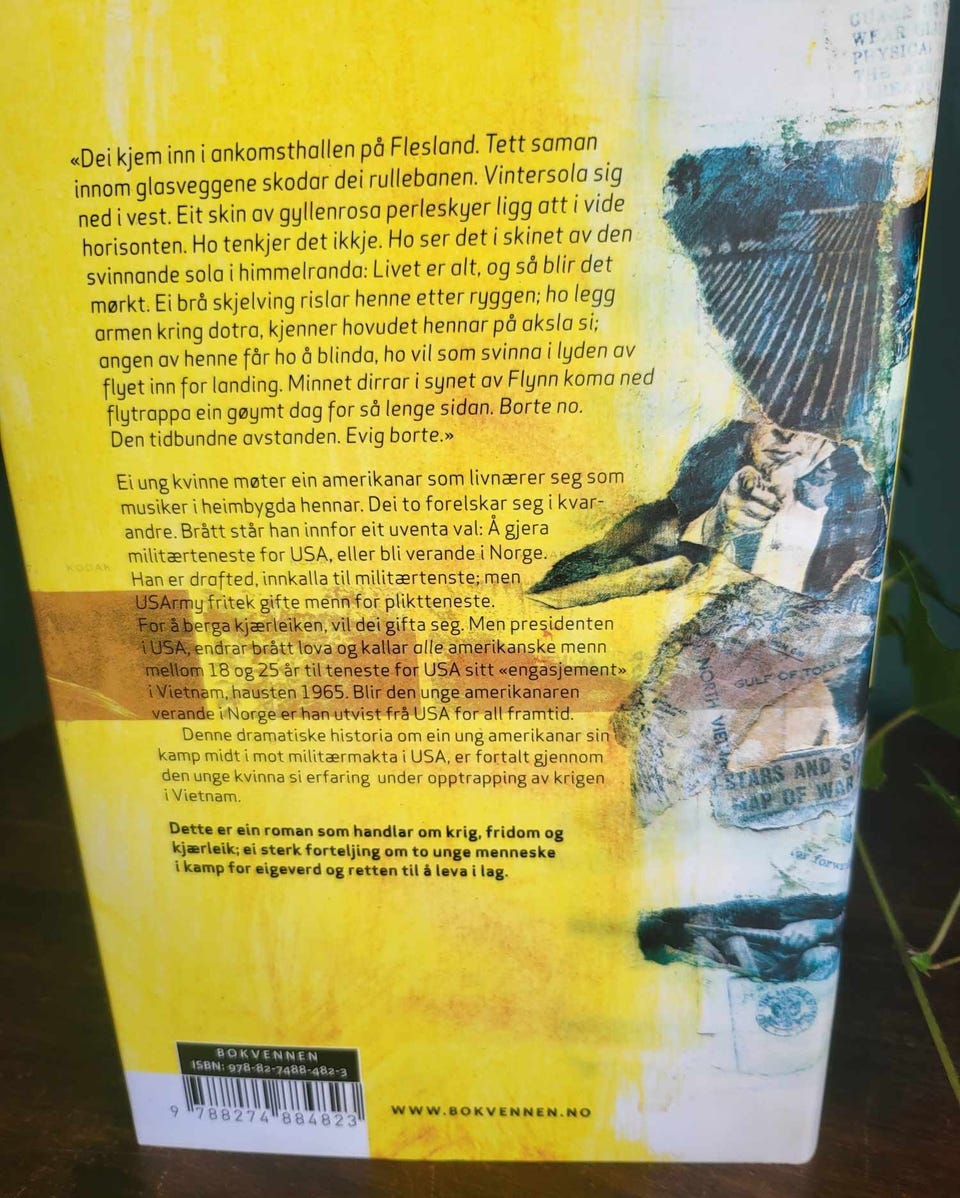 GUARD
WEAR
PHYSICAL
THE
«Dei kjem inn i ankomsthallen på Flesland. Tett saman
innom glasveggene skodar dei rullebanen. Vintersola sig
ned i vest. Eit skin av gyllenrosa perleskyer ligg att i vide
horisonten. Ho tenkjer det ikkje. Ho ser det i skinet av den
svinnande sola i himmelranda: Livet er alt, og så blir det
mørkt. Ei brå skjelving rislar henne etter ryggen; ho legg
armen kring dotra, kjenner hovudet hennar på aksla si;
angen av henne får ho å blinda, ho vil som svinna i lyden av
flyet inn for landing. Minnet dirrar i synet av Flynn koma ned
flytrappa ein gøymt dag for så lenge sidan. Borte no.
Den tidbundne avstanden. Evig borte.»
Ei ung kvinne møter ein amerikanar som livnærer seg som
musiker i heimbygda hennar. Dei to forelskar seg i kvar-
andre. Brått står han innfor eit uventa val: Å gjera
militærteneste for USA, eller bli verande i Norge.
KODAK
Han er drafted, innkalla til militærtenste; men
USArmy fritek gifte menn for pliktteneste.
For å berga kjærleiken, vil dei gifta seg. Men presidenten
i USA, endrar brått lova og kallar alle amerikanske menn
mellom 18 og 25 år til teneste for USA sitt «engasjement»
i Vietnam, hausten 1965. Blir den unge amerikanaren
verande i Norge er han utvist frå USA for all framtid.
Denne dramatiske historia om ein ung amerikanar sin
kamp midt i mot militærmakta i USA, er fortalt gjennom
den unge kvinna si erfaring under opptrapping av krigen
i Vietnam.
GULF OF
NORTH VIET
STARS AND S
MAP OF WAR
Dette er ein roman som handlar om krig, fridom og
kjærleik; ei sterk forteljing om to unge menneske
i kamp for eigeverd og retten til å leva i lag.
BOKVENNEN
ISBN: 978-82-7488-482-3
9 788274 884823
WWW.BOKVENNEN.NO